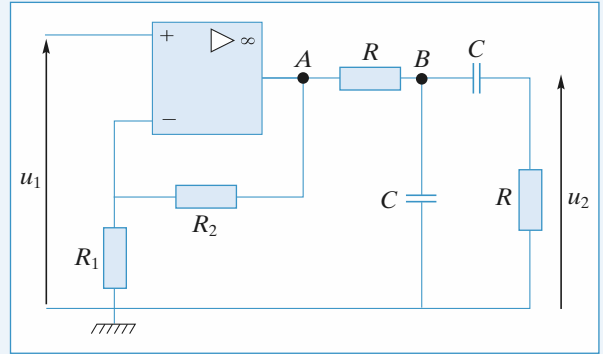 + ▷ ∞
A R B C
−
u₁ R₂ C R u₂
R₁